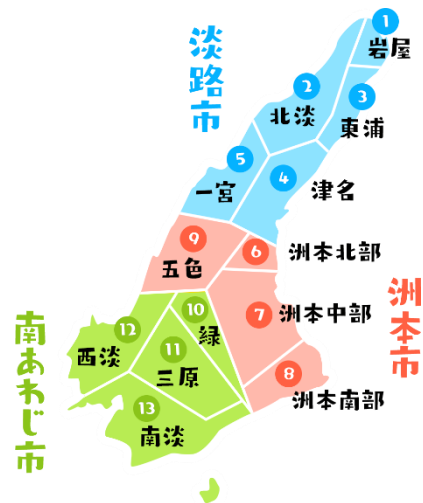 1
岩屋
淡路市
2
北淡
3
東浦
5
一宮
4
津名
9
五色
6
洲本北部
洲本市
7
洲本中部
8
洲本南部
南あわじ市
10
緑
12
西淡
11
三原
13
南淡